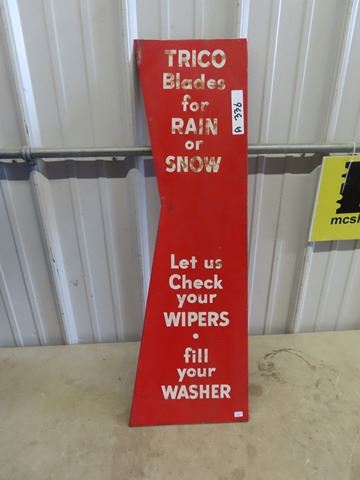 TRICO
Blades
for
RAIN
or
SNOW
Let us
Check
your
WIPERS
•
fill
your
WASHER
mcsl